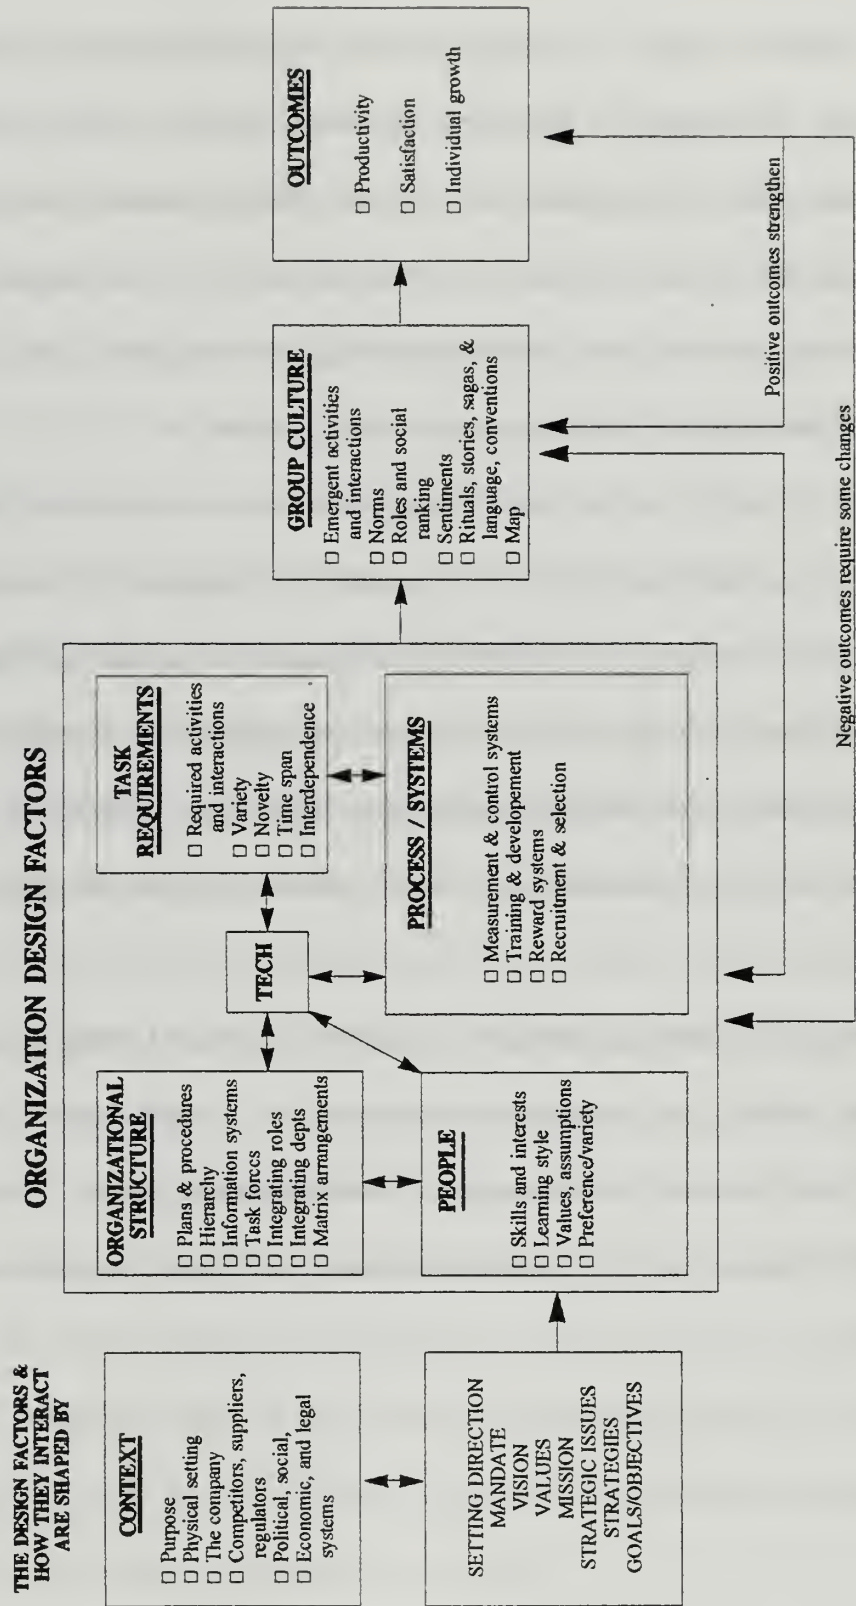 THE DESIGN FACTORS &
HOW THEY INTERACT
ARE SHAPED BY
ORGANIZATION DESIGN FACTORS
CONTEXT
☐ Purpose
☐ Physical setting
☐ The company
☐ Competitors, suppliers,
regulators
☐ Political, social,
☐ Economic, and legal
systems
SETTING DIRECTION
MANDATE
VISION
VALUES
MISSION
STRATEGIC ISSUES
STRATEGIES
GOALS/OBJECTIVES
ORGANIZATIONAL
STRUCTURE
☐ Plans & procedures
☐ Hierarchy
☐ Information systems
☐ Task forces
☐ Integrating roles
☐ Integrating depts
☐ Matrix arrangements
PEOPLE
☐ Skills and interests
☐ Learning style
☐ Values, assumptions
☐ Preference/variety
TECH
TASK
REQUIREMENTS
☐ Required activities
and interactions
☐ Variety
☐ Novelty
☐ Time span
☐ Interdependence
PROCESS / SYSTEMS
☐ Measurement & control systems
☐ Training & developement
☐ Reward systems
☐ Recruitment & selection
GROUP CULTURE
☐ Emergent activities
and interactions
☐ Norms
☐ Roles and social
ranking
☐ Sentiments
☐ Rituals, stories, sagas, &
language, conventions
☐ Map
OUTCOMES
☐ Productivity
☐ Satisfaction
☐ Individual growth
Positive outcomes strengthen
Negative outcomes require some changes